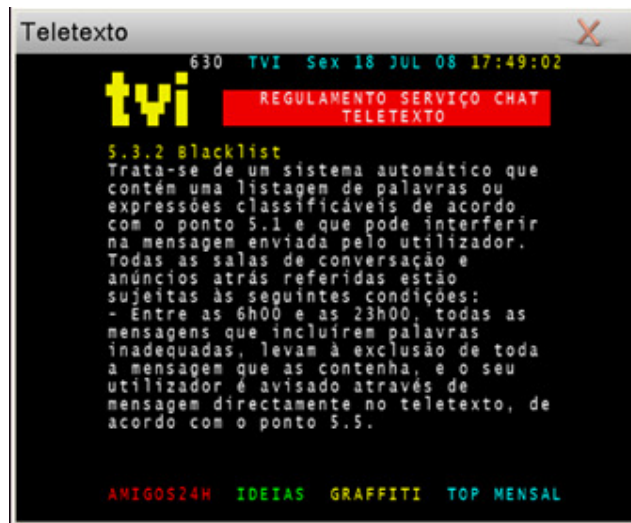 Teletexto
630 TVI Sex 18 JUL 08 17:49:02
tvi
REGULAMENTO SERVIÇO CHAT
TELETEXTO
5.3.2 Blacklist
Trata-se de um sistema automático que
contém uma listagem de palavras ou
expressões classificáveis de acordo
com o ponto 5.1 e que pode interferir
na mensagem enviada pelo utilizador.
Todas as salas de conversação e
anúncios atrás referidas estão
sujeitas às seguintes condições:
- Entre as 6h00 e as 23h00, todas as
mensagens que incluírem palavras
inadequadas, levam à exclusão de toda
a mensagem que as contenha, e o seu
utilizador é avisado através de
mensagem directamente no teletexto, de
acordo com o ponto 5.5.
AMIGOS24H IDEIAS GRAFFITI TOP MENSAL